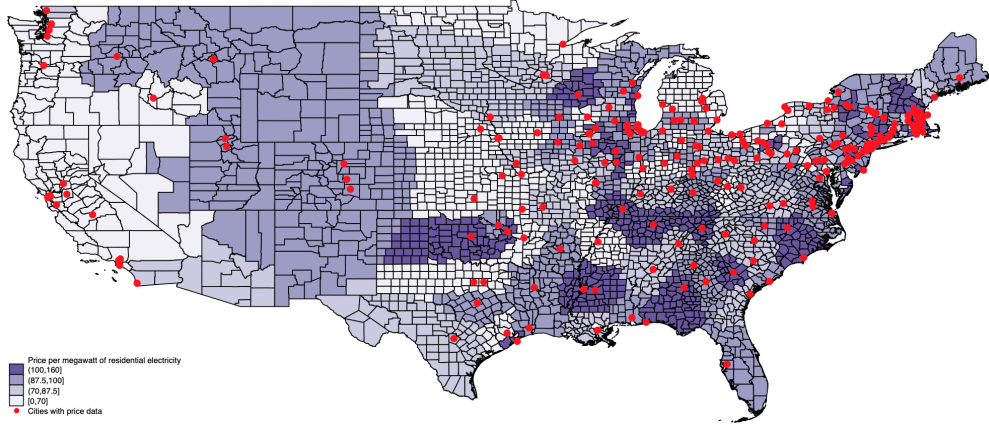 Price per megawatt of residential electricity
(100,160]
(87.5,100]
(70,87.5]
[0,70]
Cities with price data